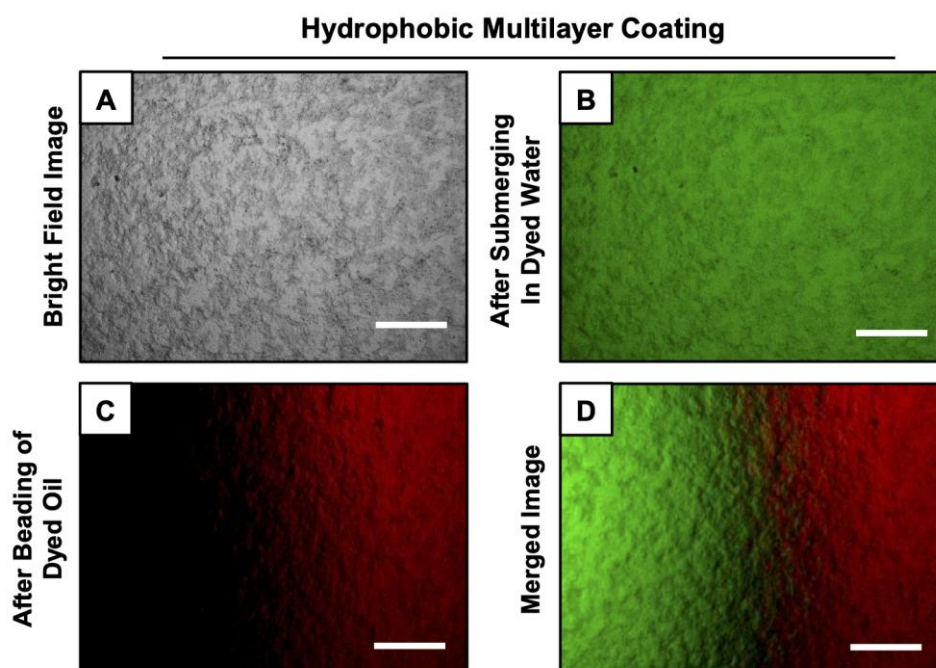 Hydrophobic Multilayer Coating
A
B
Bright Field Image
After Submerging
In Dyed Water
C
D
After Beading of
Dyed Oil
Merged Image